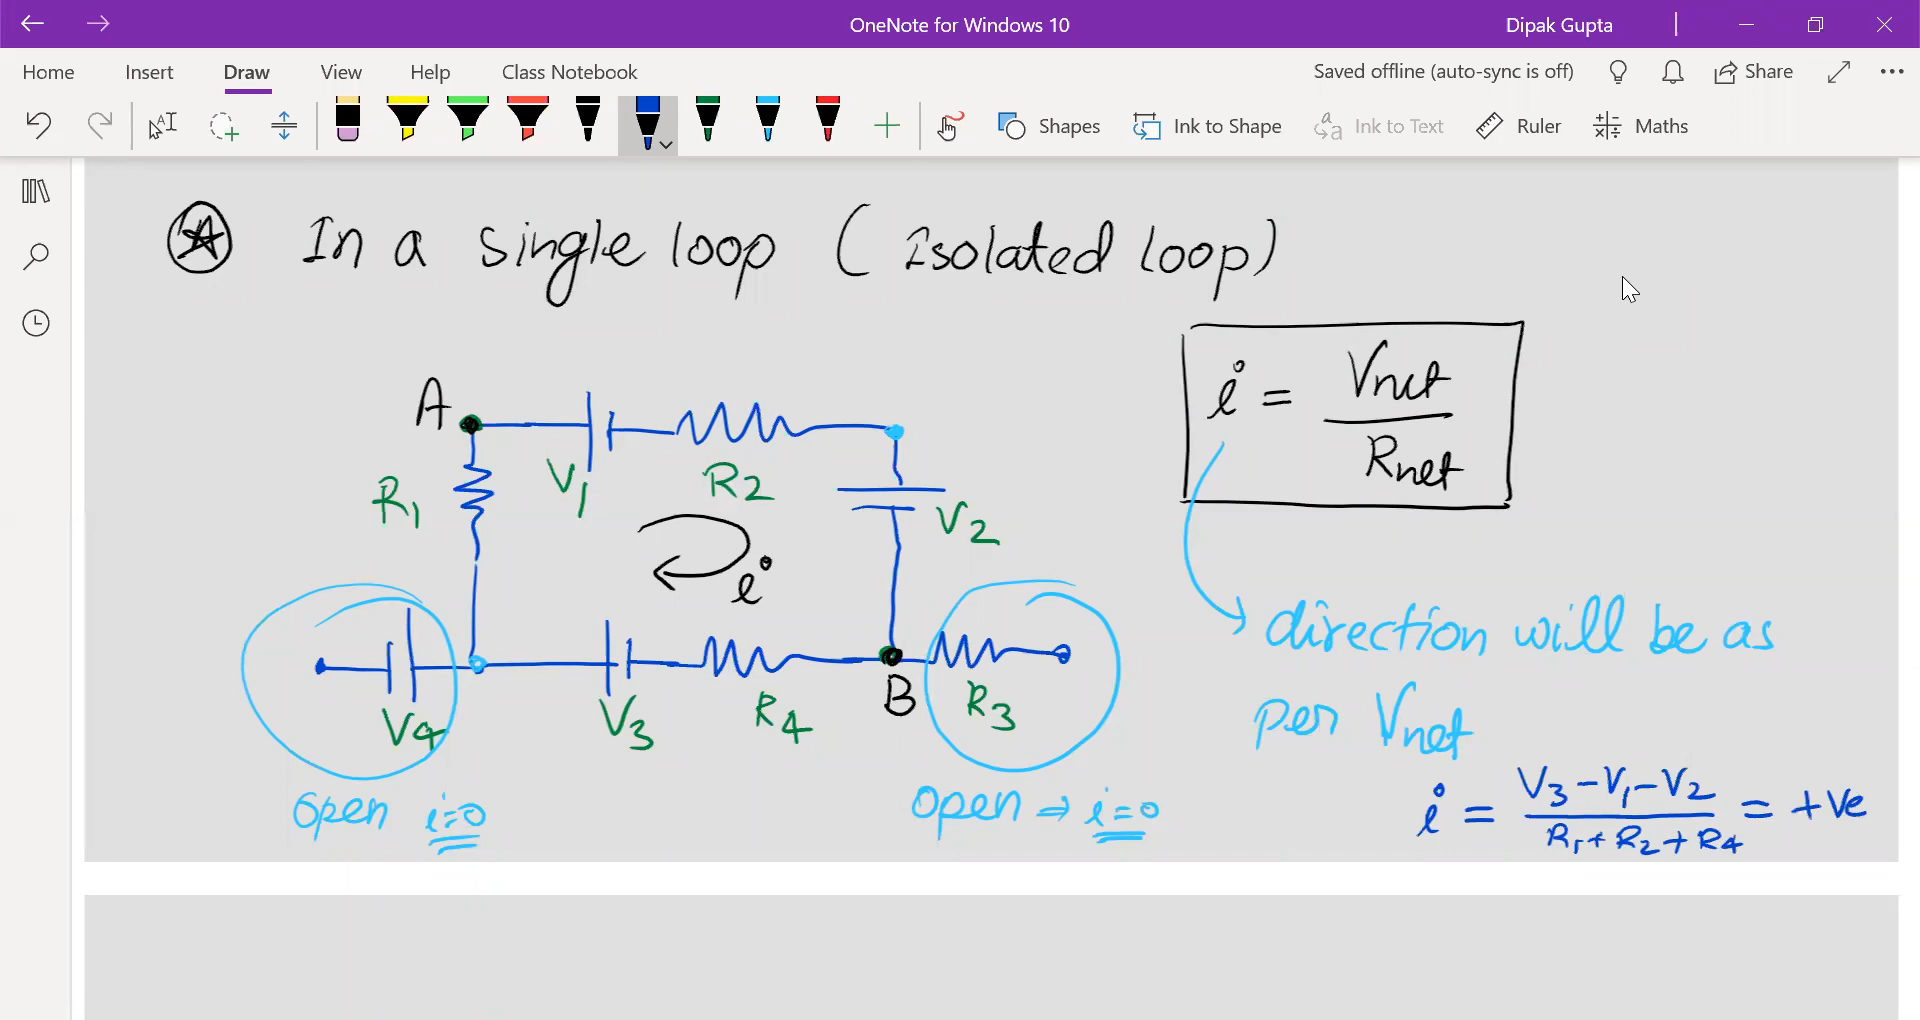 OneNote for Windows 10
Dipak Gupta
Home Insert Draw View Help Class Notebook
Saved offline (auto-sync is off) Share
Shapes Ink to Shape Ink to Text Ruler Maths
In a single loop (Isolated loop)
i = Vnet / Rnet
A
V1 R2
R1
V2
i
direction will be as
per Vnet
V4 V3 R4 B R3
open i=0
open ⇒ i=0
i = V3 - V1 - V2 / R1 + R2 + R4 = +ve